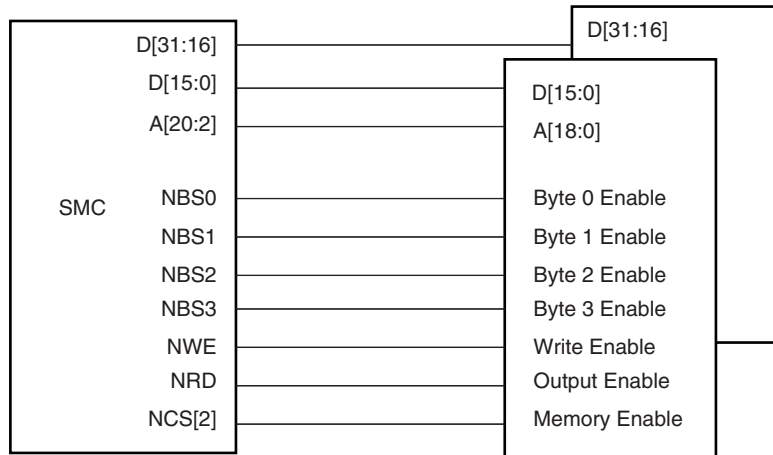 D[31:16] D[31:16]
D[15:0] D[15:0]
A[20:2] A[18:0]
SMC
NBS0 Byte 0 Enable
NBS1 Byte 1 Enable
NBS2 Byte 2 Enable
NBS3 Byte 3 Enable
NWE Write Enable
NRD Output Enable
NCS[2] Memory Enable